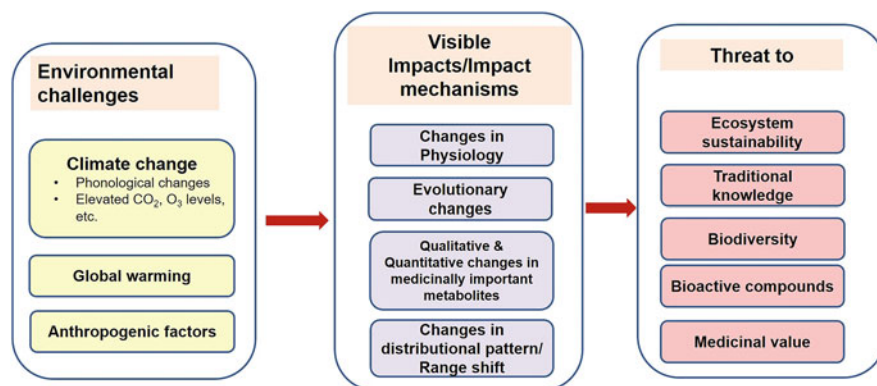 Environmental
challenges
Climate change
• Phonological changes
• Elevated CO₂, O₃ levels,
etc.
Global warming
Anthropogenic factors
Visible
Impacts/Impact
mechanisms
Changes in
Physiology
Evolutionary
changes
Qualitative &
Quantitative changes in
medicinally important
metabolites
Changes in
distributional pattern/
Range shift
Threat to
Ecosystem
sustainability
Traditional
knowledge
Biodiversity
Bioactive compounds
Medicinal value